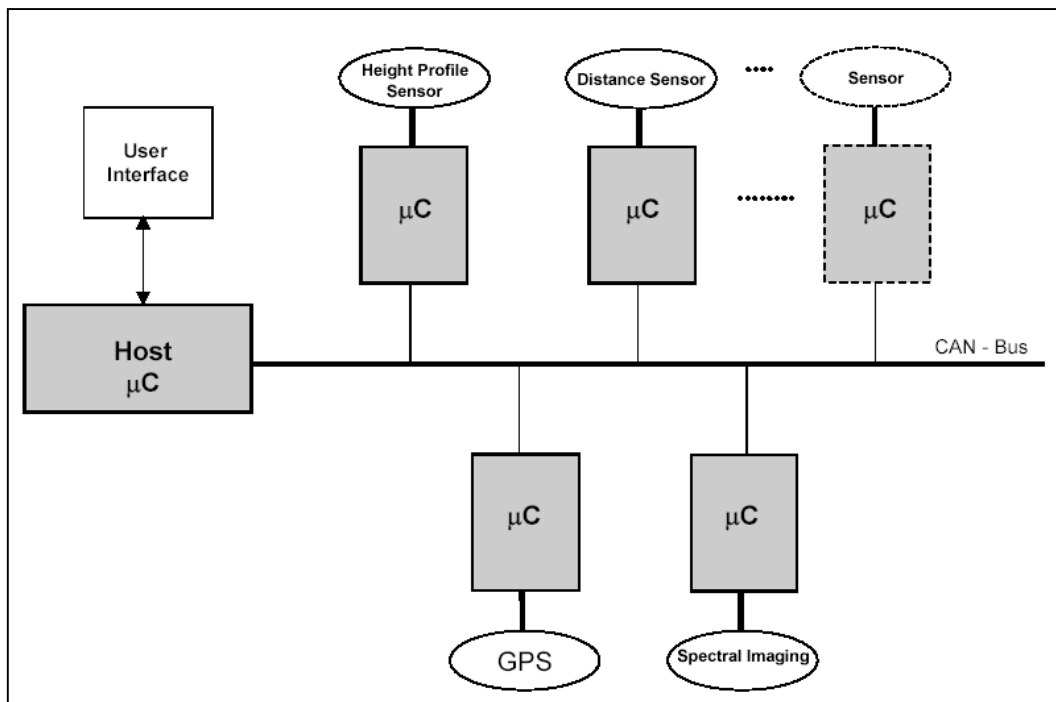 Height Profile
Sensor
Distance Sensor
Sensor
User
Interface
μC
μC
μC
Host
μC
CAN - Bus
μC
μC
GPS
Spectral Imaging